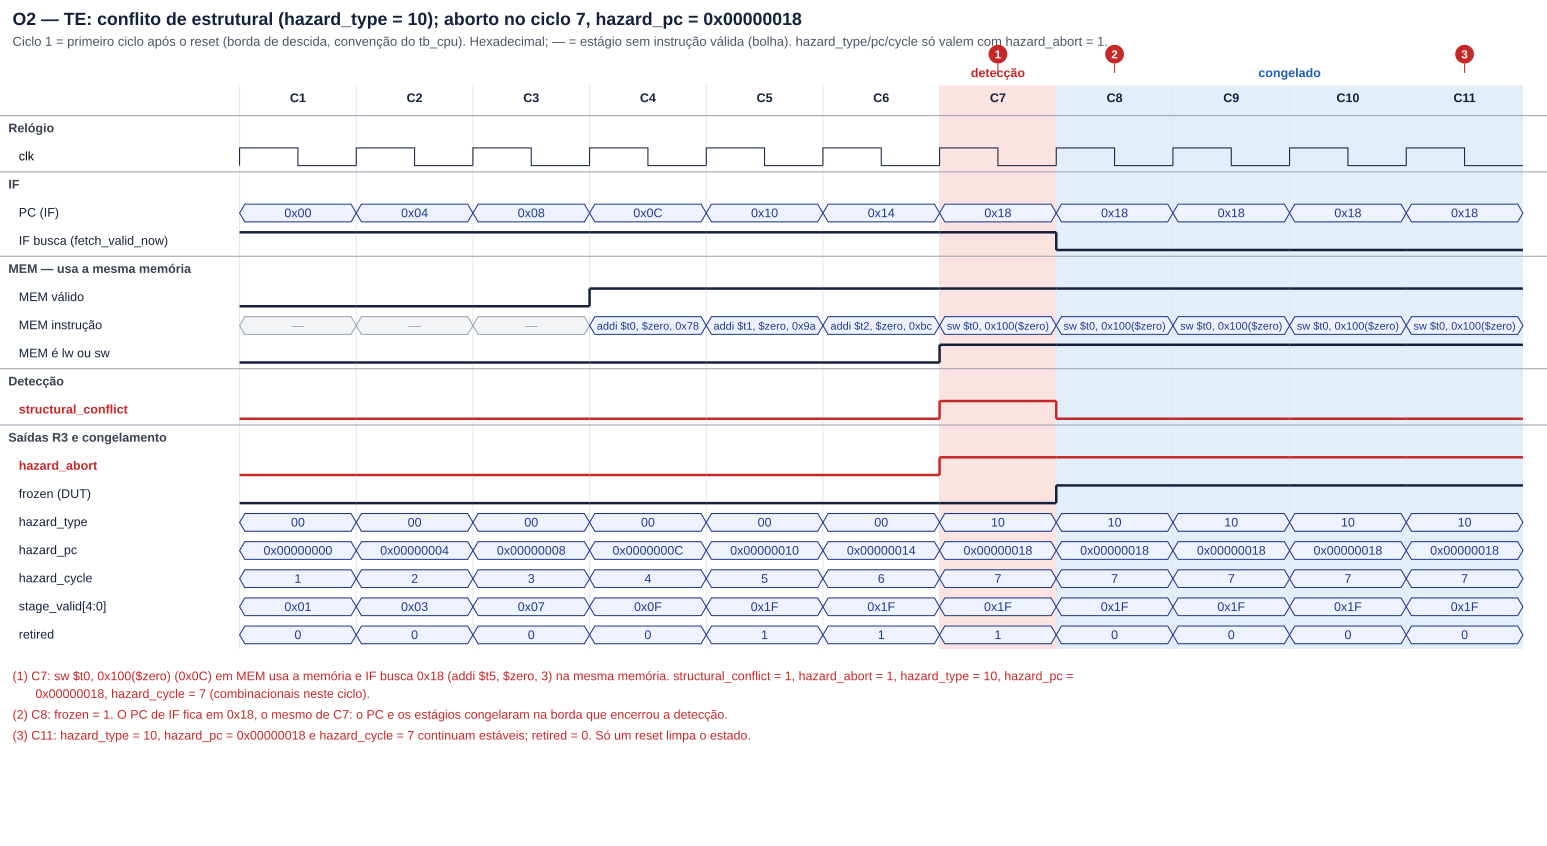 O2 — TE: conflito de estrutural (hazard_type = 10); aborto no ciclo 7, hazard_pc = 0x00000018
Ciclo 1 = primeiro ciclo após o reset (borda de descida, convenção do tb_cpu). Hexadecimal; — = estágio sem instrução válida (bolha). hazard_type/pc/cycle só valem com hazard_abort = 1.
1 2 3
detecção congelado
C1 C2 C3 C4 C5 C6 C7 C8 C9 C10 C11
Relógio
clk
IF
PC (IF) 0x00 0x04 0x08 0x0C 0x10 0x14 0x18 0x18 0x18 0x18 0x18
IF busca (fetch_valid_now)
MEM — usa a mesma memória
MEM válido
MEM instrução — — — addi $t0, $zero, 0x78 addi $t1, $zero, 0x9a addi $t2, $zero, 0xbc sw $t0, 0x100($zero) sw $t0, 0x100($zero) sw $t0, 0x100($zero) sw $t0, 0x100($zero) sw $t0, 0x100($zero)
MEM é lw ou sw
Detecção
structural_conflict
Saídas R3 e congelamento
hazard_abort
frozen (DUT)
hazard_type 00 00 00 00 00 00 10 10 10 10 10
hazard_pc 0x00000000 0x00000004 0x00000008 0x0000000C 0x00000010 0x00000014 0x00000018 0x00000018 0x00000018 0x00000018 0x00000018
hazard_cycle 1 2 3 4 5 6 7 7 7 7 7
stage_valid[4:0] 0x01 0x03 0x07 0x0F 0x1F 0x1F 0x1F 0x1F 0x1F 0x1F 0x1F
retired 0 0 0 0 1 1 1 0 0 0 0
(1) C7: sw $t0, 0x100($zero) (0x0C) em MEM usa a memória e IF busca 0x18 (addi $t5, $zero, 3) na mesma memória. structural_conflict = 1, hazard_abort = 1, hazard_type = 10, hazard_pc =
0x00000018, hazard_cycle = 7 (combinacionais neste ciclo).
(2) C8: frozen = 1. O PC de IF fica em 0x18, o mesmo de C7: o PC e os estágios congelaram na borda que encerrou a detecção.
(3) C11: hazard_type = 10, hazard_pc = 0x00000018 e hazard_cycle = 7 continuam estáveis; retired = 0. Só um reset limpa o estado.